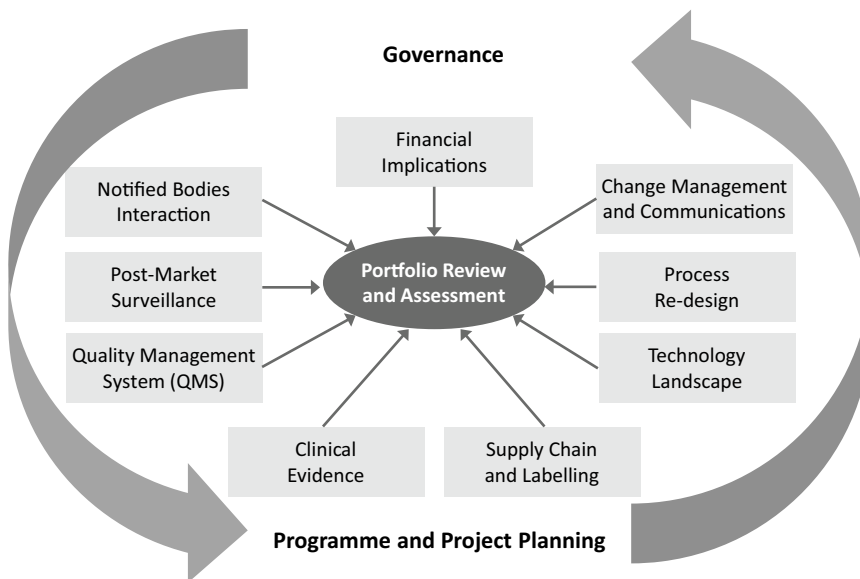 Governance
Financial
Implications
Notified Bodies
Interaction
Change Management
and Communications
Portfolio Review
and Assessment
Post-Market
Surveillance
Process
Re-design
Quality Management
System (QMS)
Technology
Landscape
Clinical
Evidence
Supply Chain
and Labelling
Programme and Project Planning